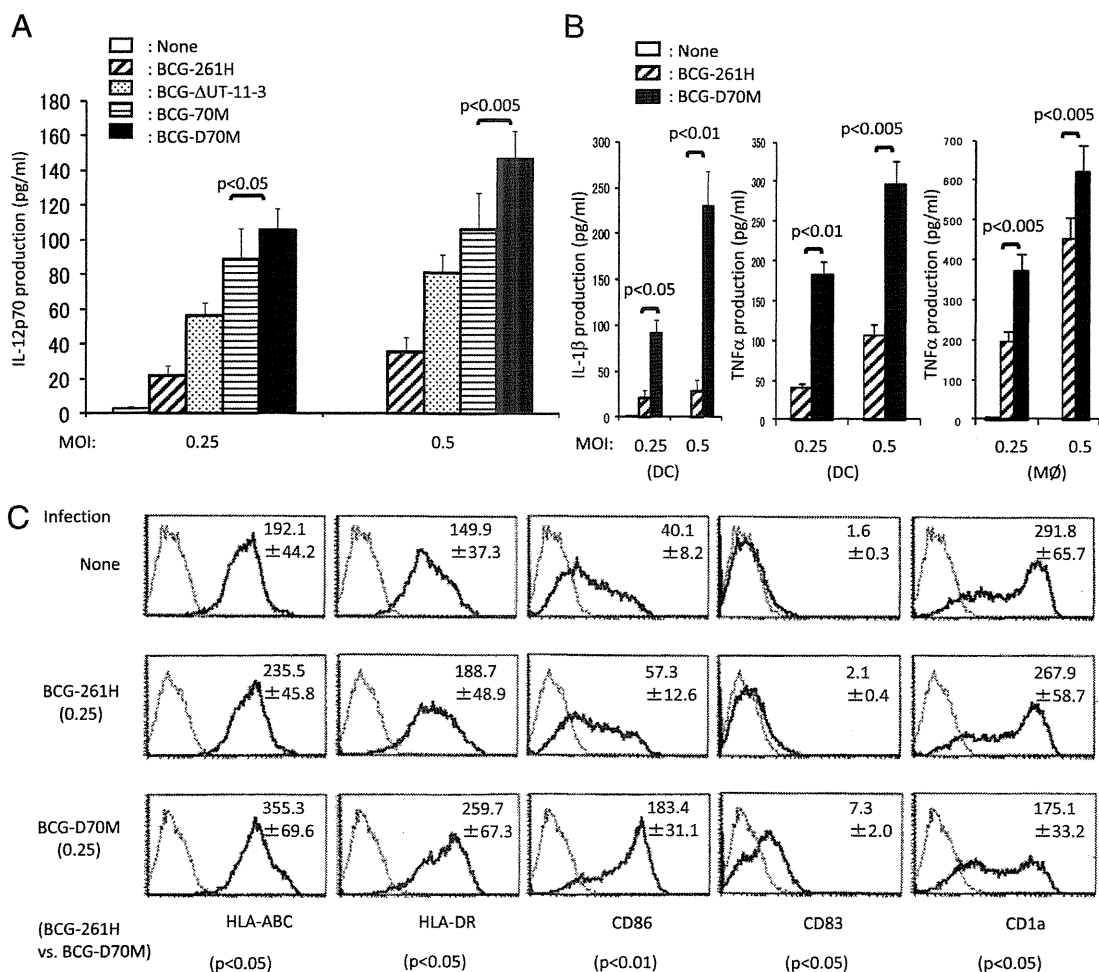 A
: None
: BCG-261H
: BCG-ΔUT-11-3
: BCG-70M
: BCG-D70M
IL-12p70 production (pg/ml)
180
160
140
120
100
80
60
40
20
0
p<0.05
p<0.005
MOI: 0.25 0.5
B
: None
: BCG-261H
: BCG-D70M
IL-1β production (pg/ml)
300
250
200
150
100
50
0
p<0.05
p<0.01
TNFα production (pg/ml)
350
300
250
200
150
100
50
0
p<0.01
p<0.005
TNFα production (pg/ml)
700
600
500
400
300
200
100
0
p<0.005
p<0.005
MOI: 0.25 0.5 0.25 0.5 0.25 0.5
(DC) (DC) (MØ)
C
Infection
None
192.1 ±44.2
149.9 ±37.3
40.1 ±8.2
1.6 ±0.3
291.8 ±65.7
BCG-261H (0.25)
235.5 ±45.8
188.7 ±48.9
57.3 ±12.6
2.1 ±0.4
267.9 ±58.7
BCG-D70M (0.25)
355.3 ±69.6
259.7 ±67.3
183.4 ±31.1
7.3 ±2.0
175.1 ±33.2
HLA-ABC HLA-DR CD86 CD83 CD1a
(BCG-261H vs. BCG-D70M)
(p<0.05) (p<0.05) (p<0.01) (p<0.05) (p<0.05)